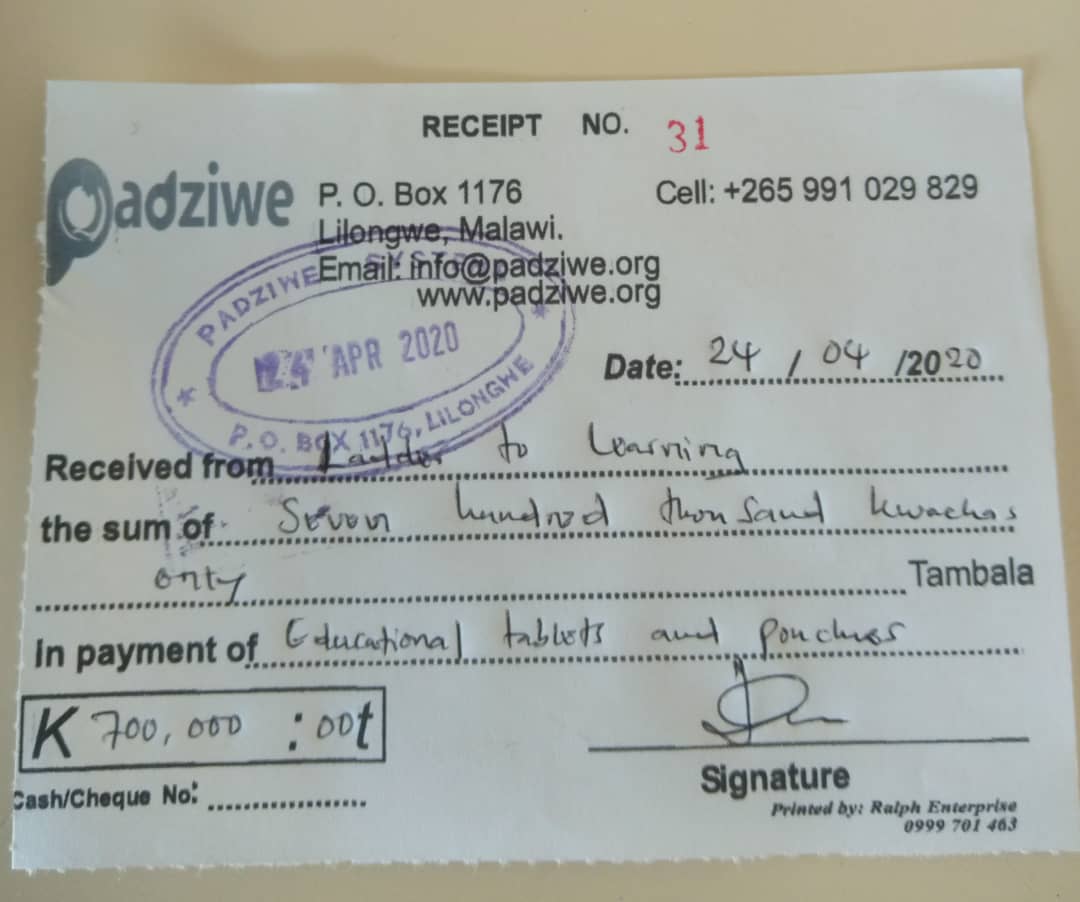 RECEIPT NO. 31
Padziwe
P. O. Box 1176
Cell: +265 991 029 829
Lilongwe, Malawi.
Email: info@padziwe.org
www.padziwe.org
PADZIWE SYSTEMS
24 APR 2020
P.O. BOX 1176, LILONGWE
Date: 24 / 04 /2020
Received from Ladder to Learning
the sum of Seven hundred thousand kwachas
only Tambala
In payment of Educational tablets and pouches
K 700,000 : 00t
Cash/Cheque No:
Signature
Printed by: Ralph Enterprise
0999 701 463